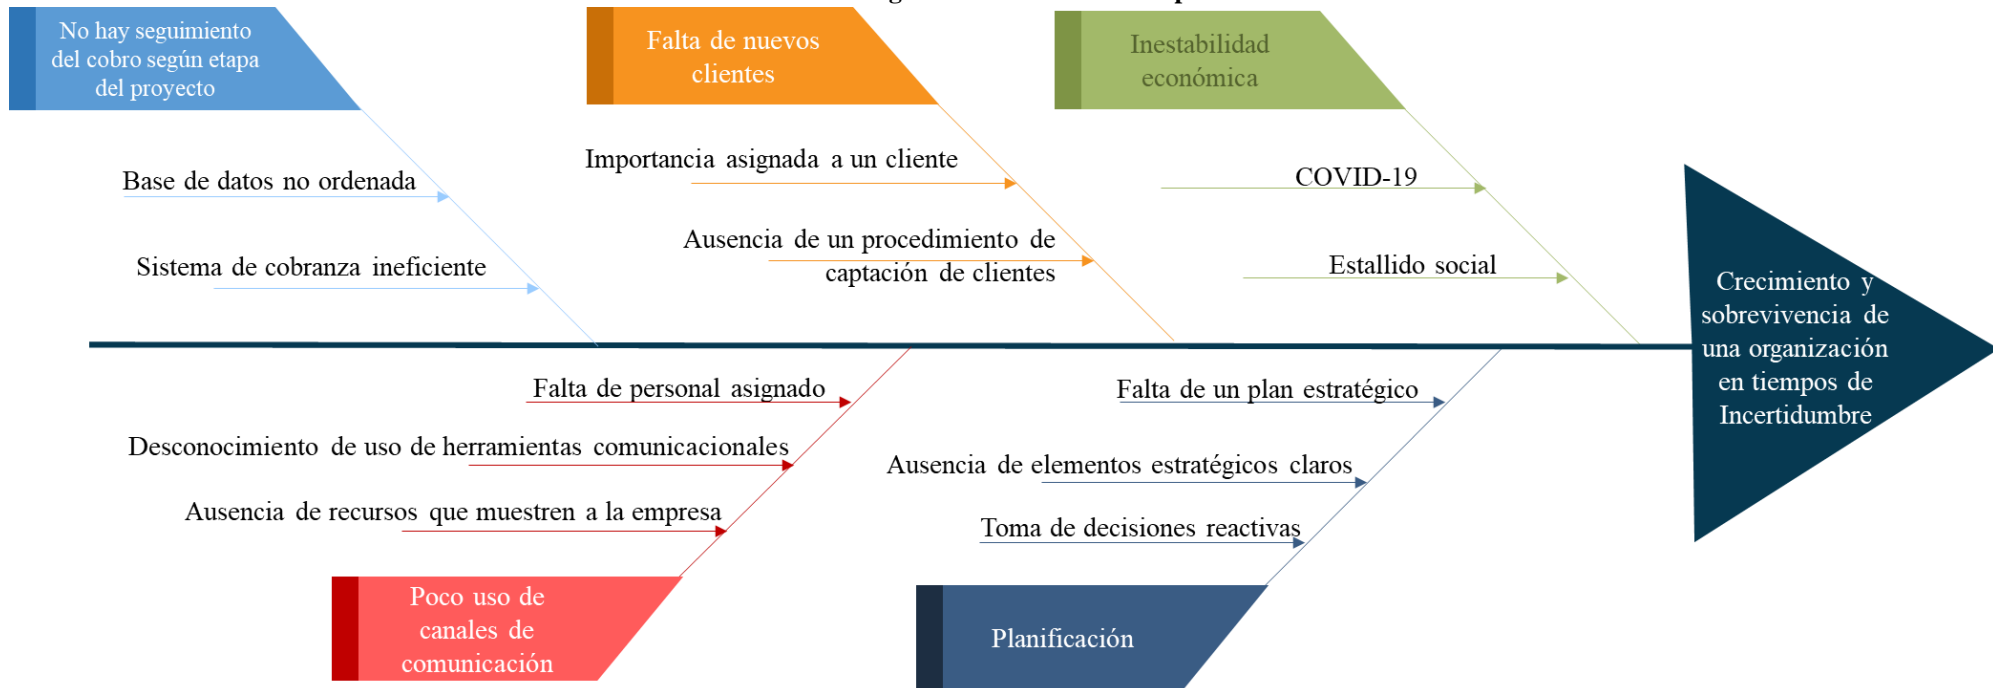 No hay seguimiento
del cobro según etapa
del proyecto
Falta de nuevos
clientes
Inestabilidad
económica
Base de datos no ordenada
Sistema de cobranza ineficiente
Importancia asignada a un cliente
Ausencia de un procedimiento de
captación de clientes
COVID-19
Estallido social
Crecimiento y
sobrevivencia de
una organización
en tiempos de
Incertidumbre
Falta de personal asignado
Desconocimiento de uso de herramientas comunicacionales
Ausencia de recursos que muestren a la empresa
Falta de un plan estratégico
Ausencia de elementos estratégicos claros
Toma de decisiones reactivas
Poco uso de
canales de
comunicación
Planificación